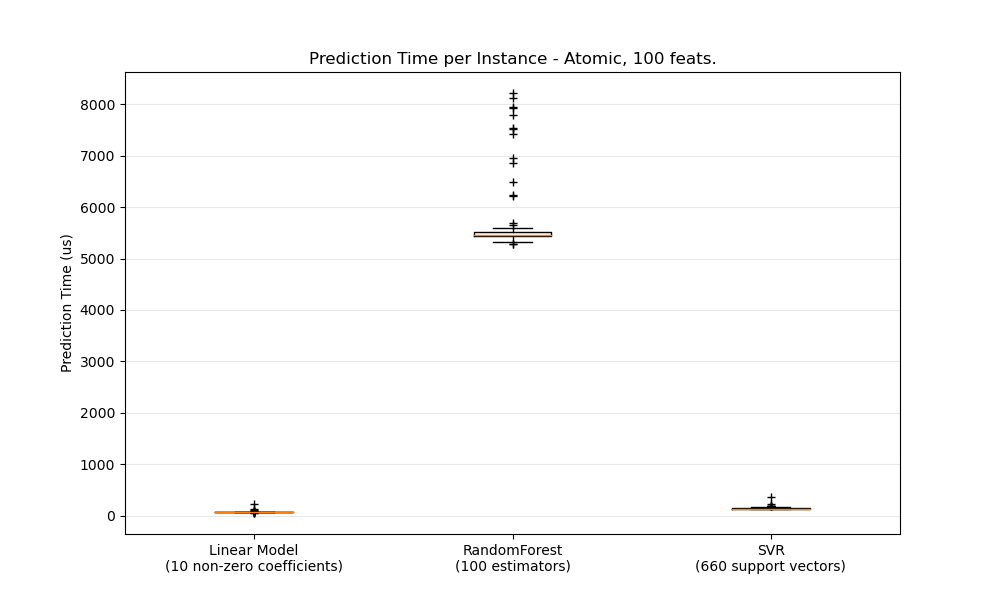 Prediction Time per Instance - Atomic, 100 feats.
Prediction Time (us)
8000
7000
6000
5000
4000
3000
2000
1000
0
Linear Model
(10 non-zero coefficients)
RandomForest
(100 estimators)
SVR
(660 support vectors)